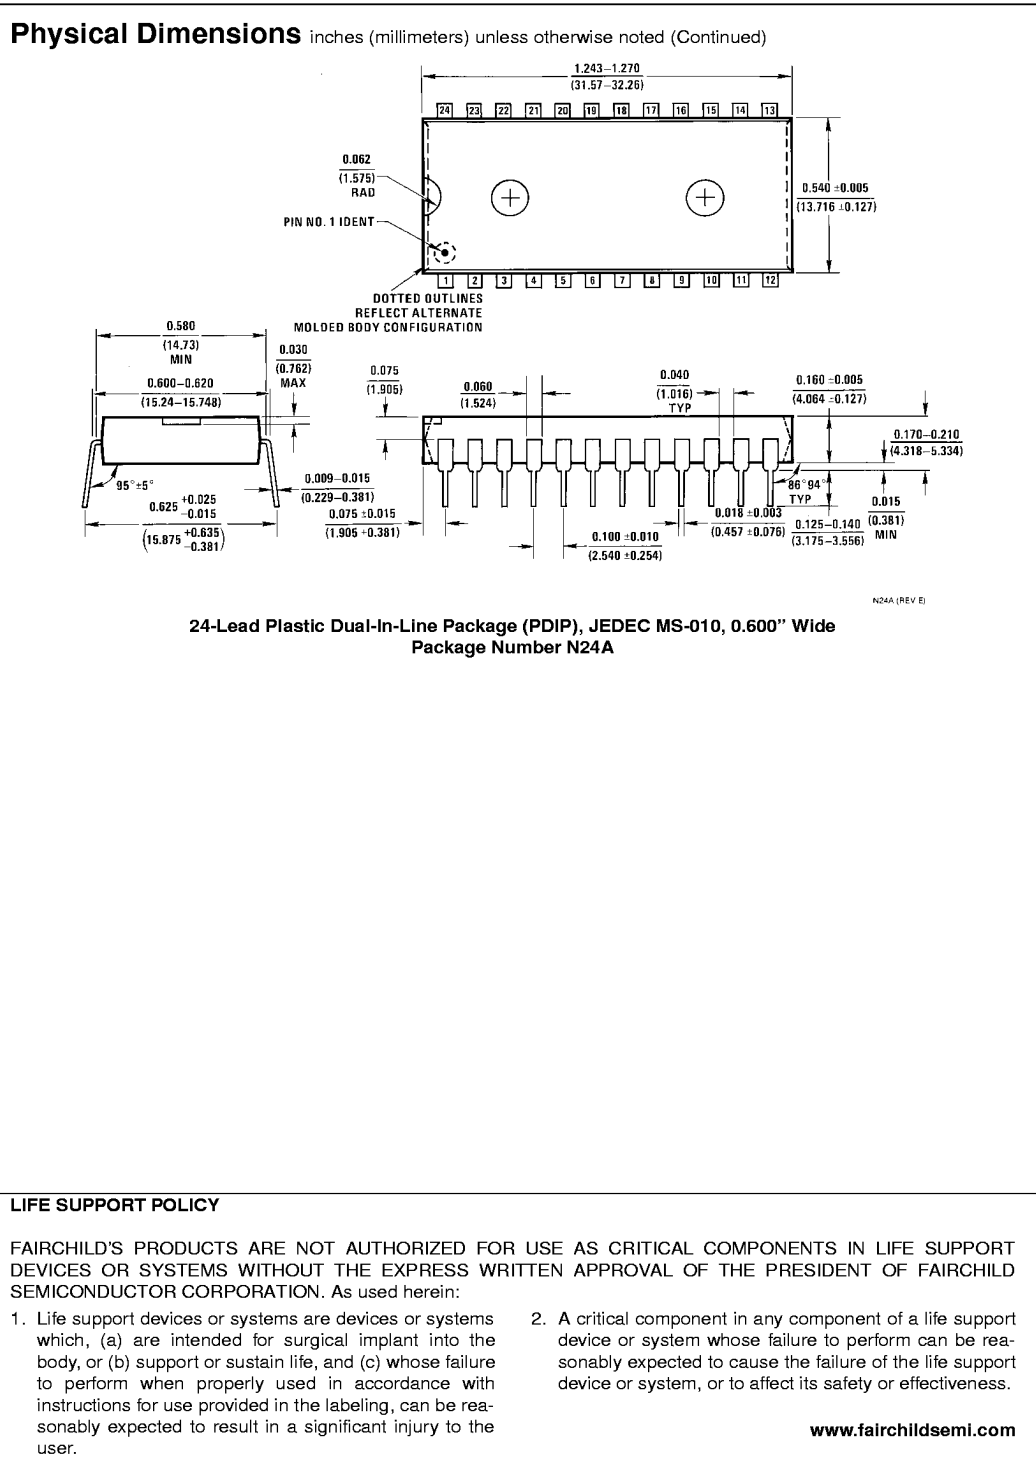 Physical Dimensions inches (millimeters) unless otherwise noted (Continued)
1.243–1.270
(31.57–32.26)
24 23 22 21 20 19 18 17 16 15 14 13
0.062
(1.575)
RAD
0.540 ±0.005
(13.716 ±0.127)
PIN NO. 1 IDENT
1 2 3 4 5 6 7 8 9 10 11 12
DOTTED OUTLINES
REFLECT ALTERNATE
MOLDED BODY CONFIGURATION
0.580
(14.73)
MIN
0.030
(0.762)
MAX
0.600–0.620
(15.24–15.748)
95°±5°
0.625 +0.025 –0.015
(15.875 +0.635 –0.381)
0.009–0.015
(0.229–0.381)
0.075
(1.905)
0.060
(1.524)
0.040
(1.016)
TYP
0.160 ±0.005
(4.064 ±0.127)
0.170–0.210
(4.318–5.334)
86°94°
TYP
0.075 ±0.015
(1.905 ±0.381)
0.100 ±0.010
(2.540 ±0.254)
0.018 ±0.003
(0.457 ±0.076)
0.125–0.140
(3.175–3.556)
0.015
(0.381)
MIN
N24A (REV E)
24-Lead Plastic Dual-In-Line Package (PDIP), JEDEC MS-010, 0.600" Wide
Package Number N24A
LIFE SUPPORT POLICY
FAIRCHILD'S PRODUCTS ARE NOT AUTHORIZED FOR USE AS CRITICAL COMPONENTS IN LIFE SUPPORT
DEVICES OR SYSTEMS WITHOUT THE EXPRESS WRITTEN APPROVAL OF THE PRESIDENT OF FAIRCHILD
SEMICONDUCTOR CORPORATION. As used herein:
1. Life support devices or systems are devices or systems
which, (a) are intended for surgical implant into the
body, or (b) support or sustain life, and (c) whose failure
to perform when properly used in accordance with
instructions for use provided in the labeling, can be rea-
sonably expected to result in a significant injury to the
user.
2. A critical component in any component of a life support
device or system whose failure to perform can be rea-
sonably expected to cause the failure of the life support
device or system, or to affect its safety or effectiveness.
www.fairchildsemi.com